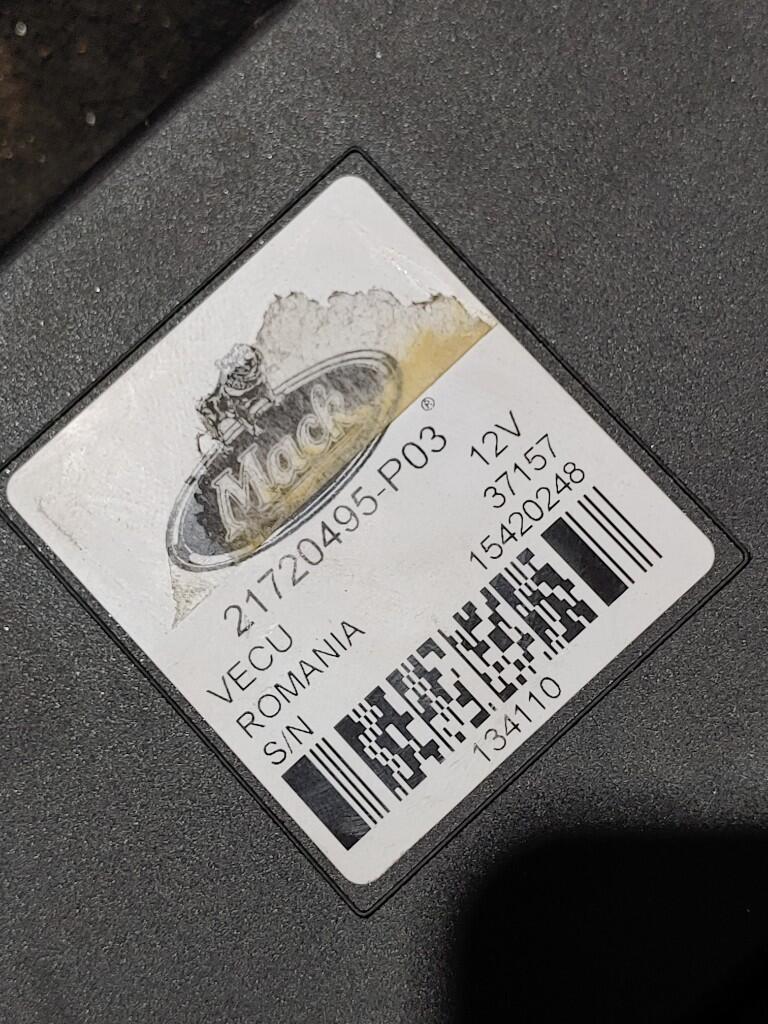 Mack ®
21720495-P03
VECU 12V
ROMANIA 37157
S/N 15420248
134110